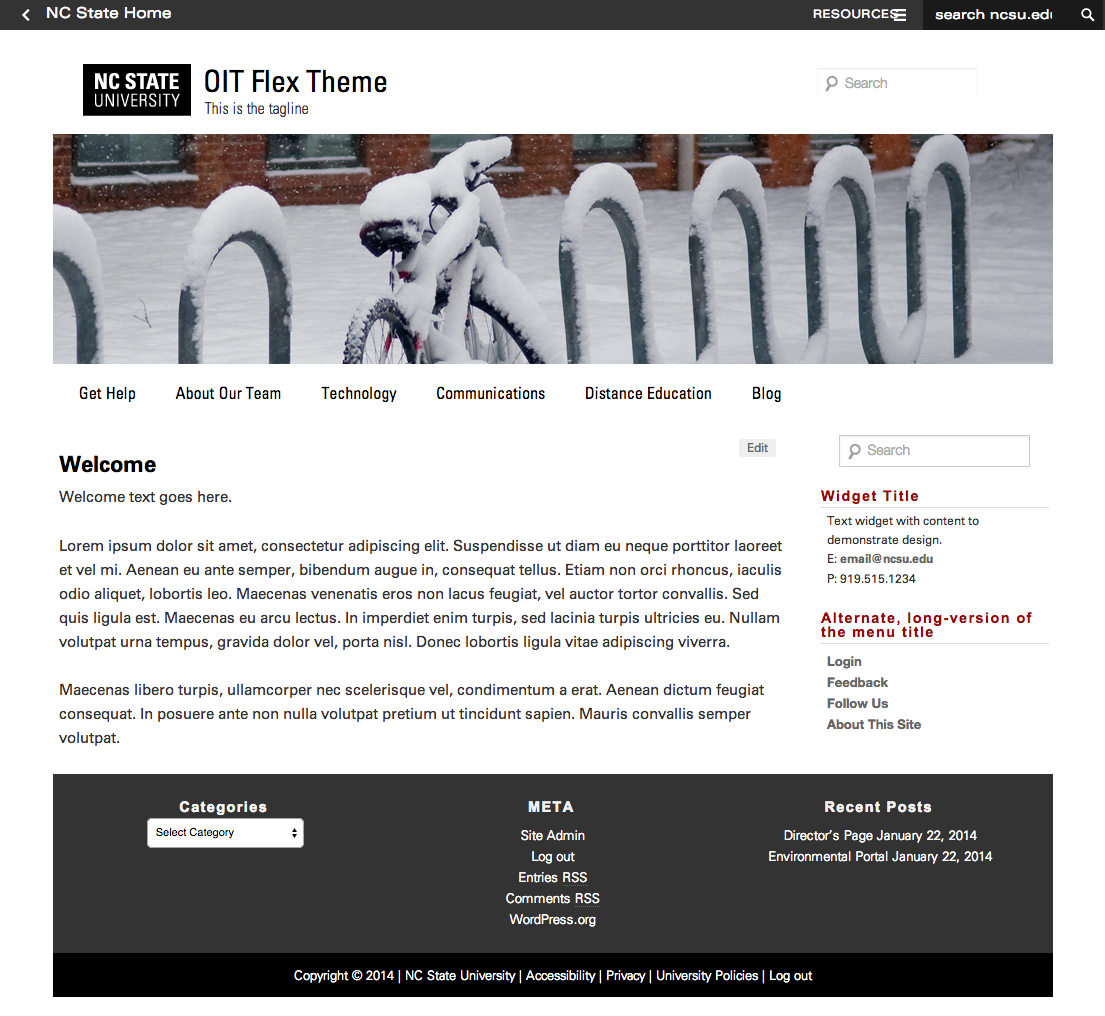 NC State Home
RESOURCES
search ncsu.edu
NC STATE
UNIVERSITY
OIT Flex Theme
This is the tagline
Search
Get Help
About Our Team
Technology
Communications
Distance Education
Blog
Edit
Welcome
Welcome text goes here.
Lorem ipsum dolor sit amet, consectetur adipiscing elit. Suspendisse ut diam eu neque porttitor laoreet
et vel mi. Aenean eu ante semper, bibendum augue in, consequat tellus. Etiam non orci rhoncus, iaculis
odio aliquet, lobortis leo. Maecenas venenatis eros non lacus feugiat, vel auctor tortor convallis. Sed
quis ligula est. Maecenas eu arcu lectus. In imperdiet enim turpis, sed lacinia turpis ultricies eu. Nullam
volutpat urna tempus, gravida dolor vel, porta nisl. Donec lobortis ligula vitae adipiscing viverra.
Maecenas libero turpis, ullamcorper nec scelerisque vel, condimentum a erat. Aenean dictum feugiat
consequat. In posuere ante non nulla volutpat pretium ut tincidunt sapien. Mauris convallis semper
volutpat.
Search
Widget Title
Text widget with content to
demonstrate design.
E: email@ncsu.edu
P: 919.515.1234
Alternate, long-version of
the menu title
Login
Feedback
Follow Us
About This Site
Categories
Select Category
META
Site Admin
Log out
Entries RSS
Comments RSS
WordPress.org
Recent Posts
Director's Page January 22, 2014
Environmental Portal January 22, 2014
Copyright © 2014 | NC State University | Accessibility | Privacy | University Policies | Log out